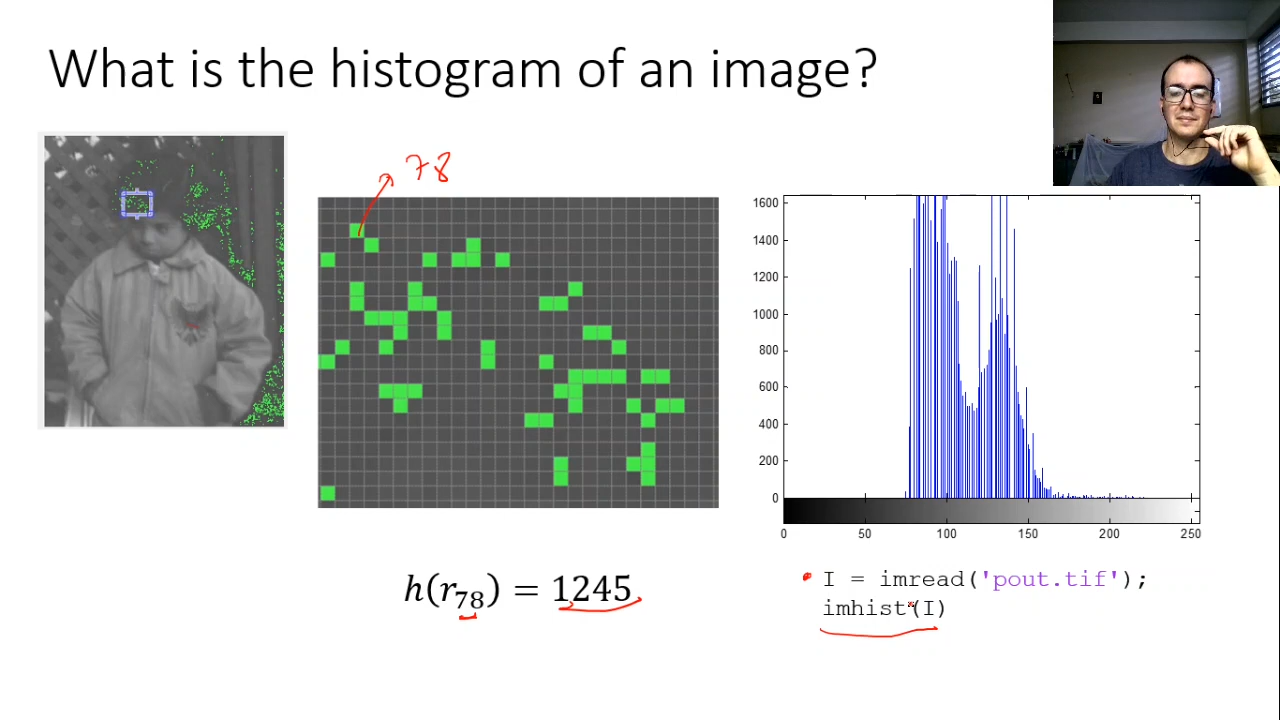 What is the histogram of an image?
78
1600
1400
1200
1000
800
600
400
200
0
0 50 100 150 200 250
h(r₇₈) = 1245
I = imread('pout.tif');
imhist(I)